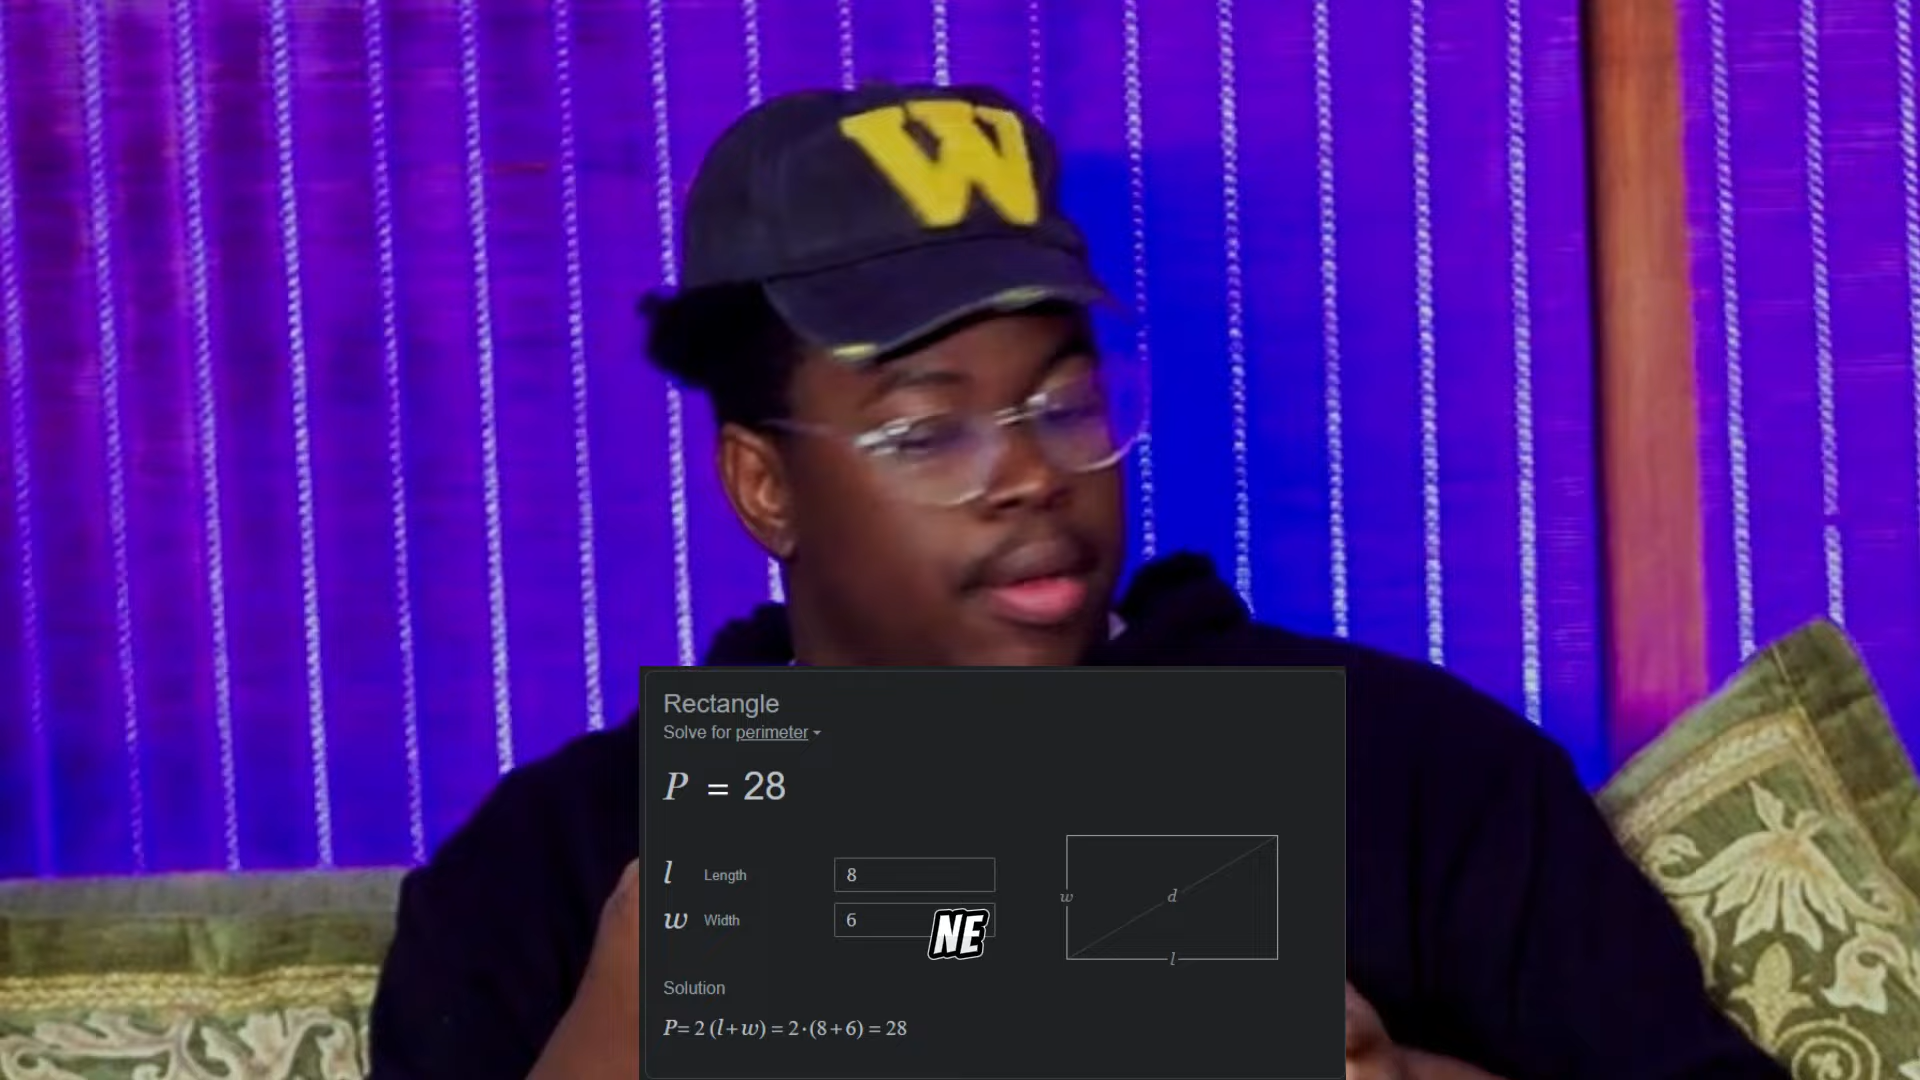 W
Rectangle
Solve for perimeter
P = 28
l Length 8
w Width 6
NE
w
d
l
Solution
P= 2 (l+w) = 2·(8+6) = 28